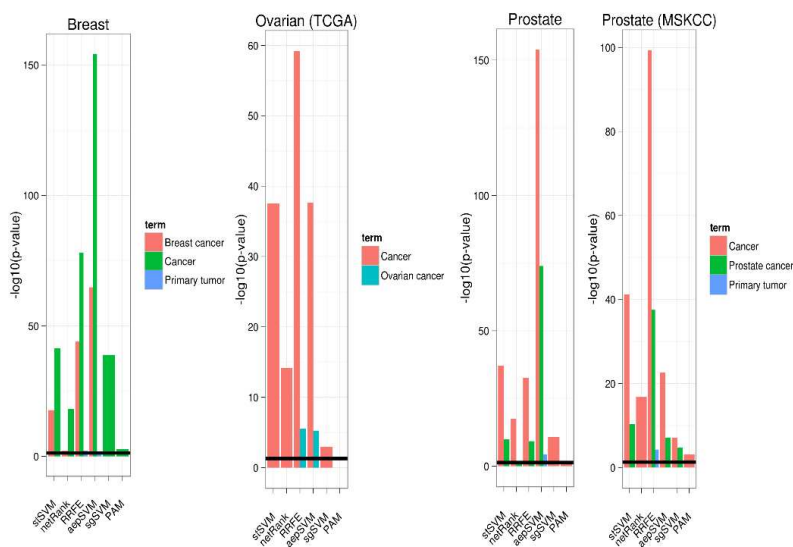 Breast
-log10(p-value)
150
100
50
0
stSVM
netRank
RRFE
aepSVM
sgSVM
PAM
term
Breast cancer
Cancer
Primary tumor
Ovarian (TCGA)
-log10(p-value)
60
50
40
30
20
10
0
stSVM
netRank
RRFE
aepSVM
sgSVM
PAM
term
Cancer
Ovarian cancer
Prostate
-log10(p-value)
150
100
50
0
stSVM
netRank
RRFE
aepSVM
sgSVM
PAM
Prostate (MSKCC)
-log10(p-value)
100
80
60
40
20
0
stSVM
netRank
RRFE
aepSVM
sgSVM
PAM
term
Cancer
Prostate cancer
Primary tumor